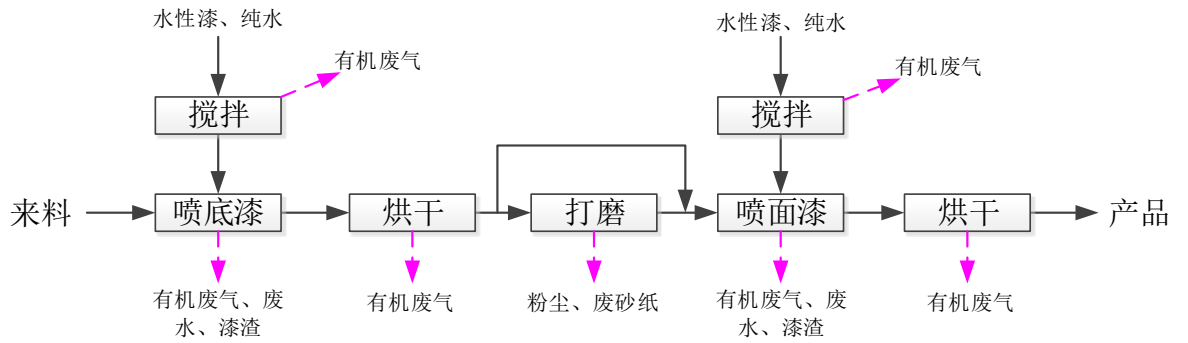 水性漆、纯水
水性漆、纯水
有机废气
有机废气
搅拌
搅拌
来料
喷底漆
烘干
打磨
喷面漆
烘干
产品
有机废气、废
水、漆渣
有机废气
粉尘、废砂纸
有机废气、废
水、漆渣
有机废气